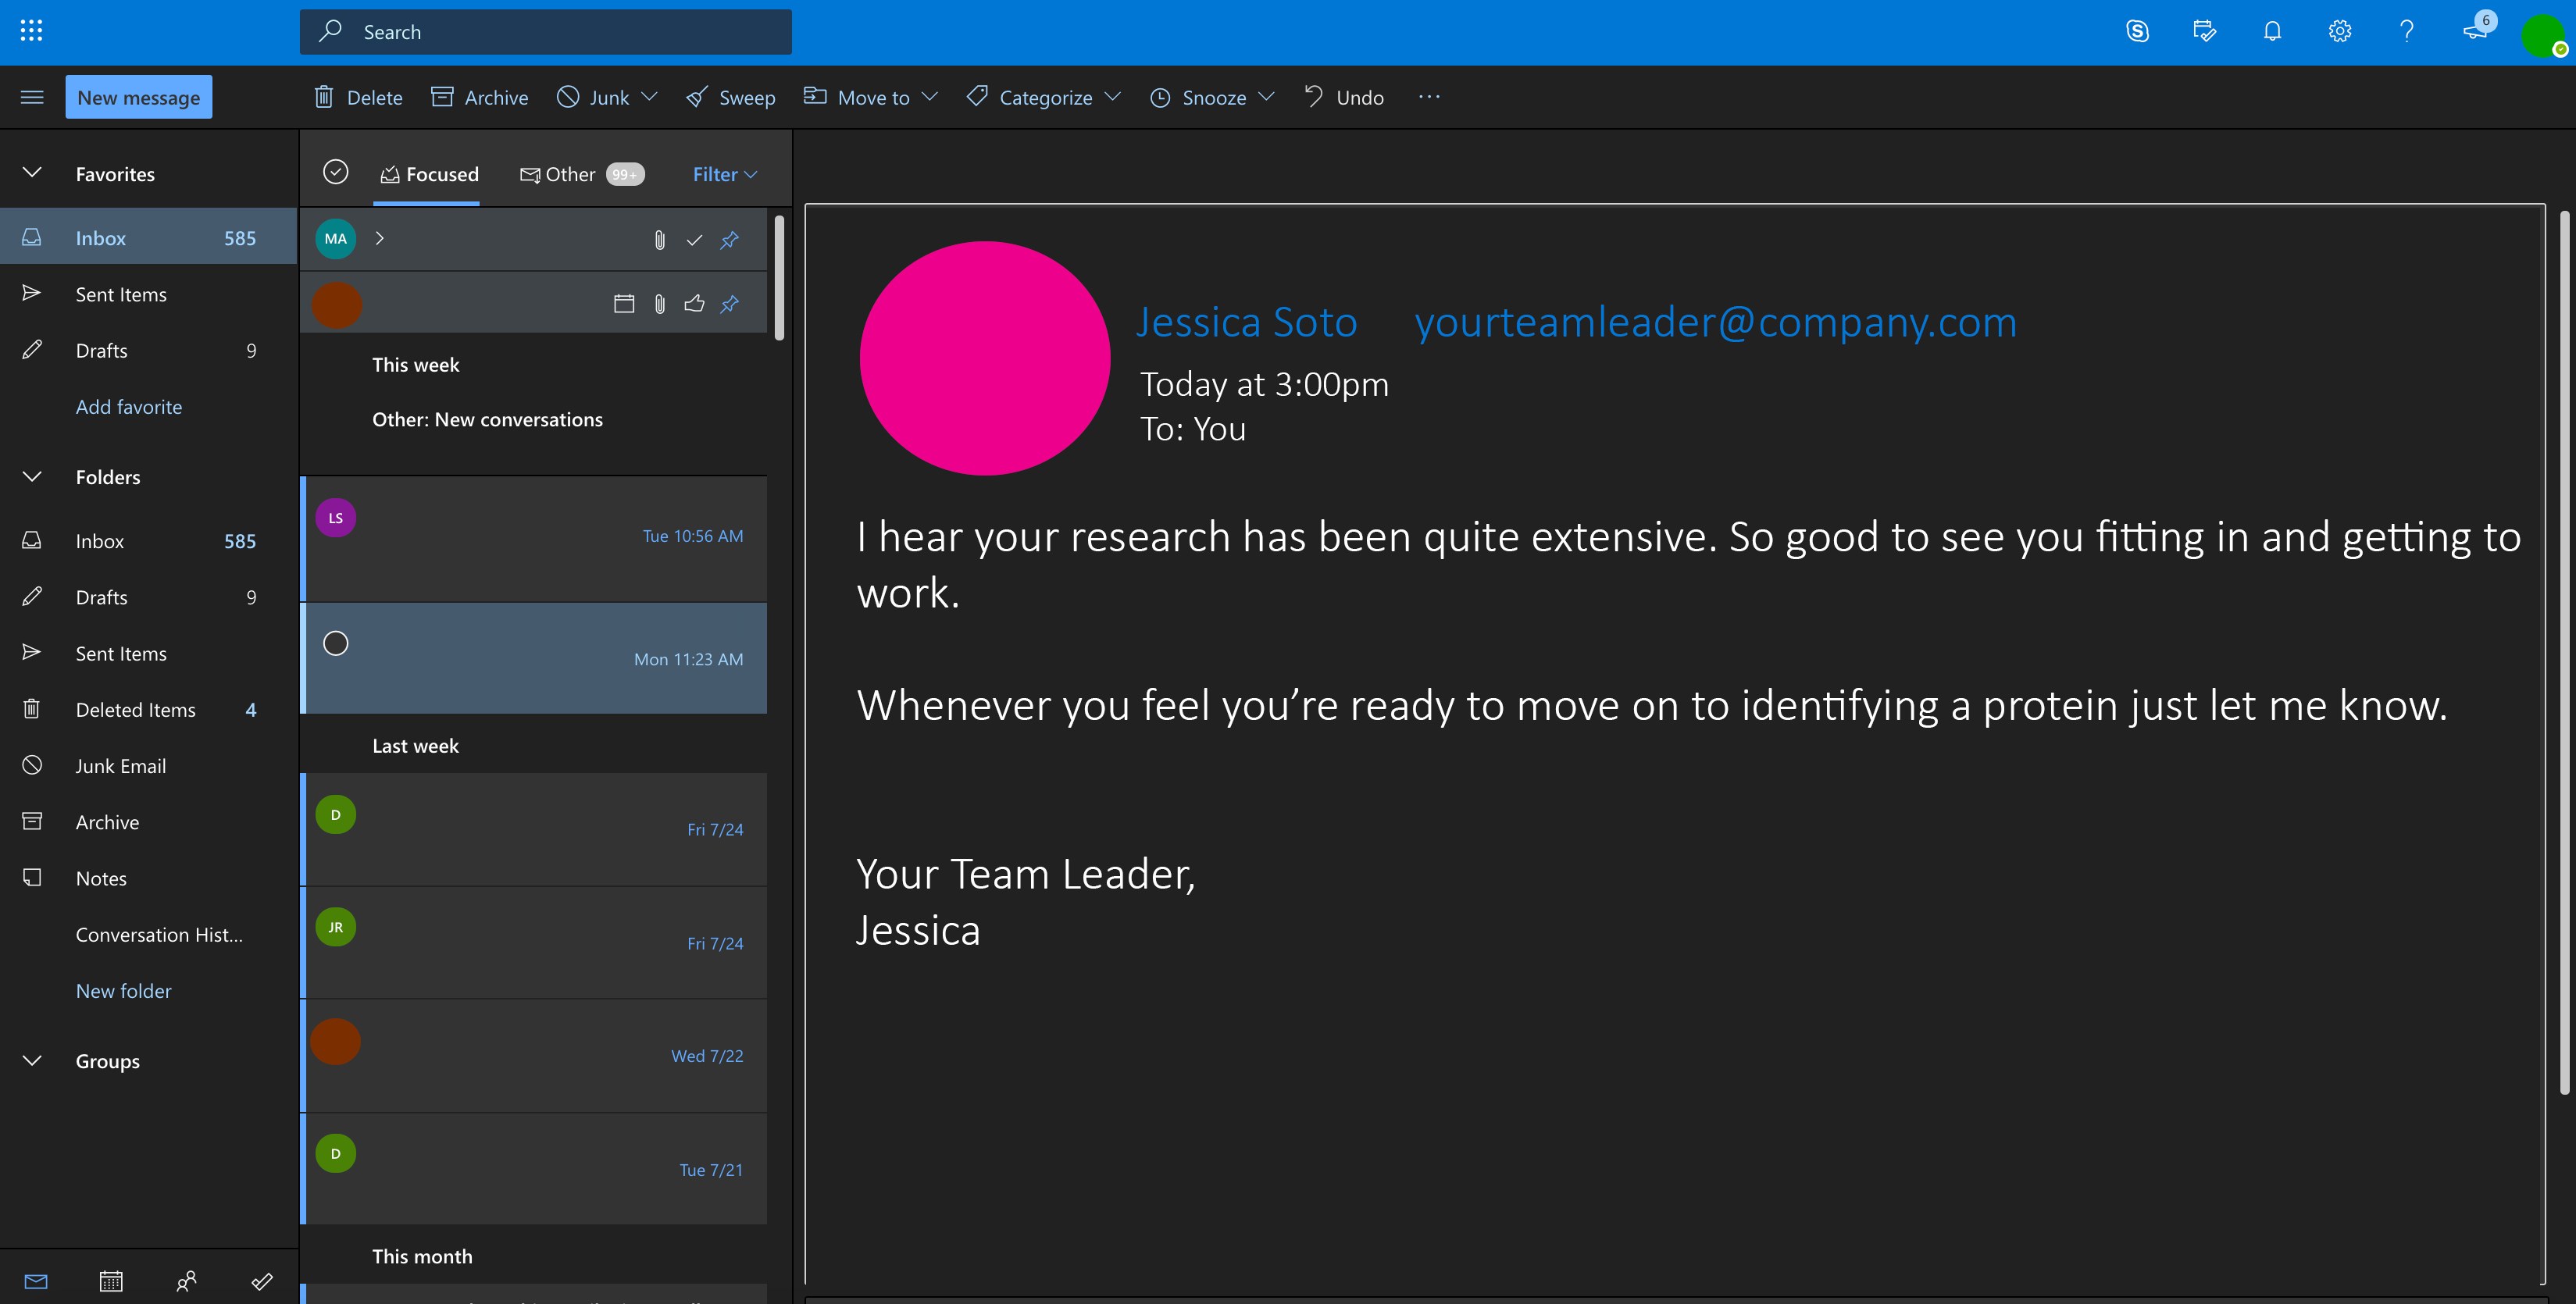 Search
6
New message
Delete
Archive
Junk
Sweep
Move to
Categorize
Snooze
Undo
Favorites
Inbox 585
Sent Items
Drafts 9
Add favorite
Folders
Inbox 585
Drafts 9
Sent Items
Deleted Items 4
Junk Email
Archive
Notes
Conversation Hist...
New folder
Groups
Focused
Other 99+
Filter
MA
This week
Other: New conversations
LS
Tue 10:56 AM
Mon 11:23 AM
Last week
D
Fri 7/24
JR
Fri 7/24
Wed 7/22
D
Tue 7/21
This month
Jessica Soto yourteamleader@company.com
Today at 3:00pm
To: You
I hear your research has been quite extensive. So good to see you fitting in and getting to
work.
Whenever you feel you’re ready to move on to identifying a protein just let me know.
Your Team Leader,
Jessica